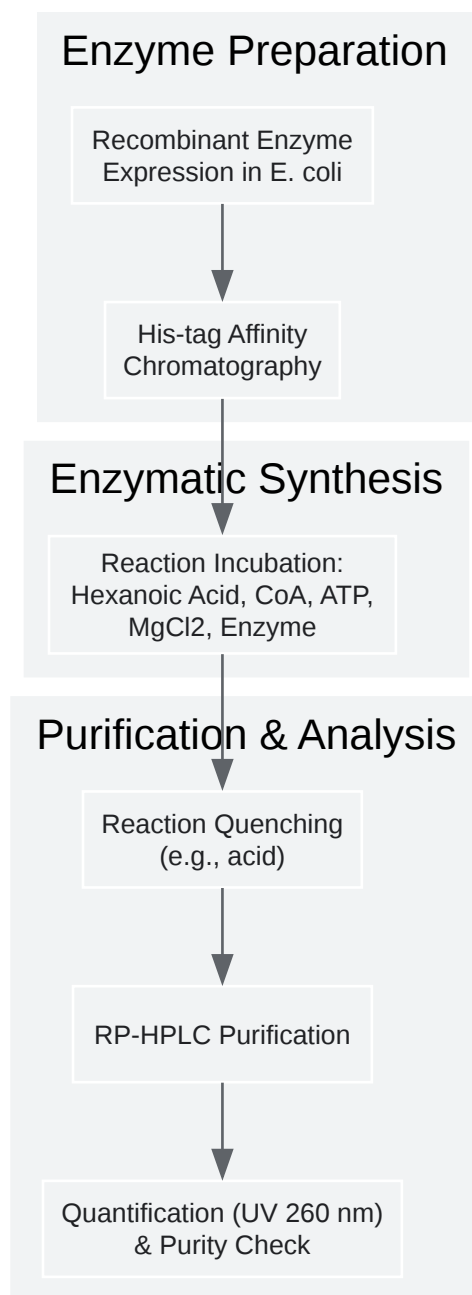 Enzyme Preparation
Recombinant Enzyme
Expression in E. coli
His-tag Affinity
Chromatography
Enzymatic Synthesis
Reaction Incubation:
Hexanoic Acid, CoA, ATP,
MgCl2, Enzyme
Purification & Analysis
Reaction Quenching
(e.g., acid)
RP-HPLC Purification
Quantification (UV 260 nm)
& Purity Check